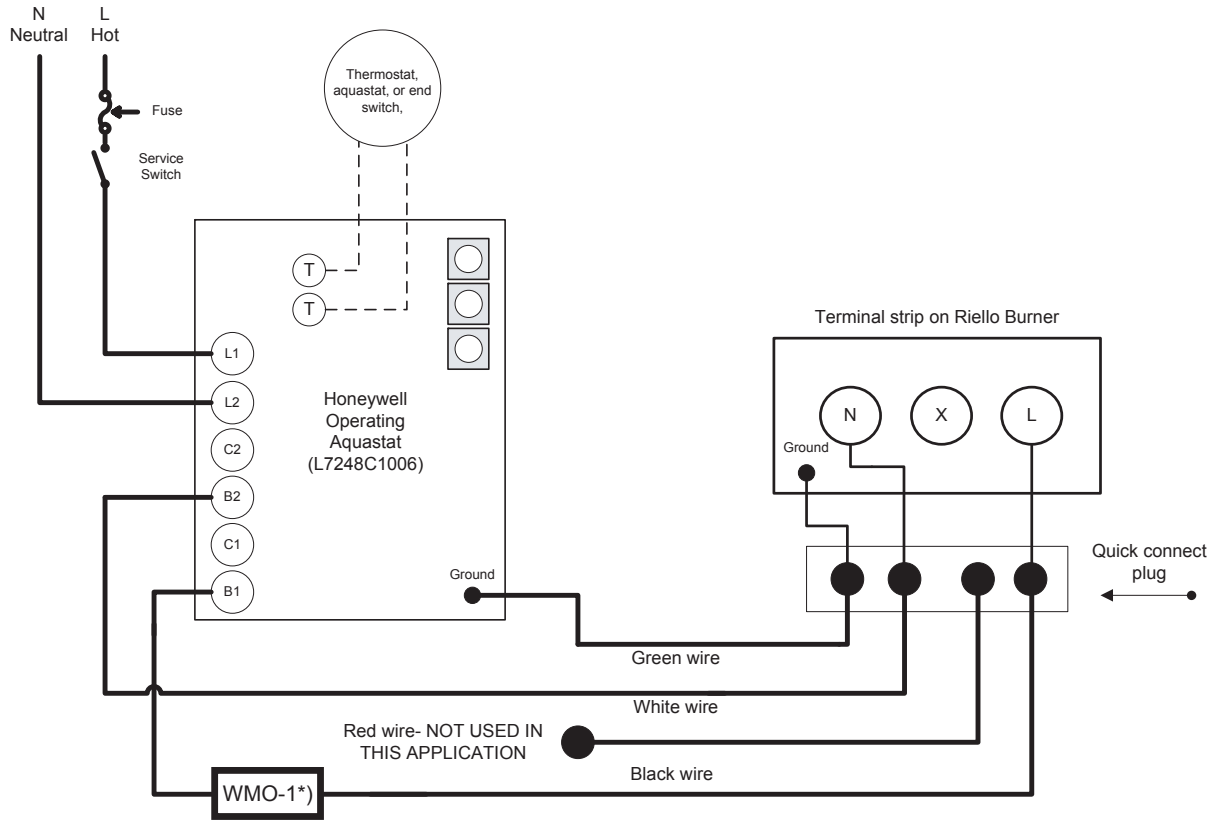 N
Neutral
L
Hot
Fuse
Service
Switch
Thermostat,
aquastat, or end
switch,
T
T
L1
L2
C2
B2
C1
B1
Honeywell
Operating
Aquastat
(L7248C1006)
Ground
Terminal strip on Riello Burner
N
X
L
Ground
Quick connect
plug
Green wire
White wire
Red wire- NOT USED IN
THIS APPLICATION
Black wire
WMO-1*)